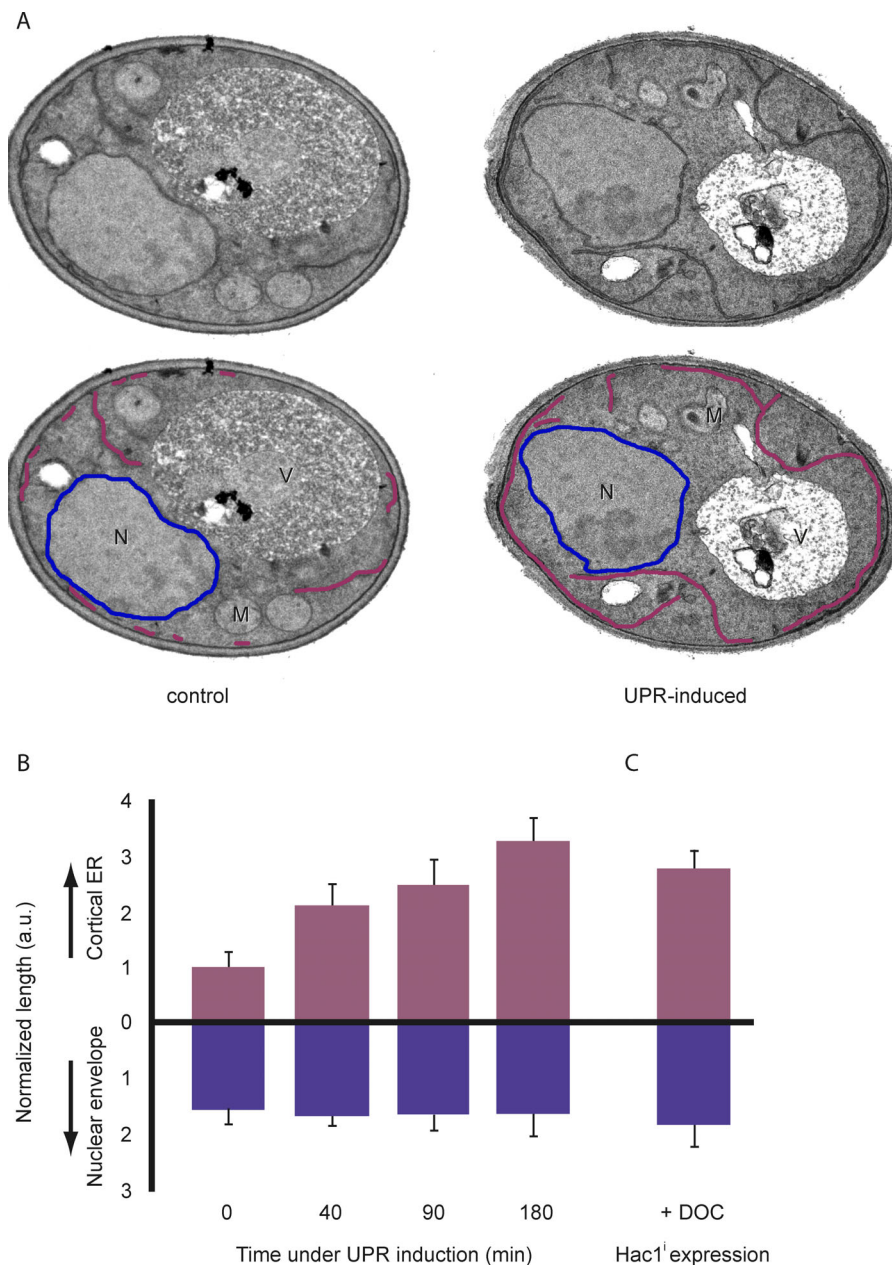 A
V
N
M
M
N
V
control
UPR-induced
B
C
Normalized length (a.u.)
Cortical ER
Nuclear envelope
4
3
2
1
0
1
2
3
0 40 90 180 + DOC
Time under UPR induction (min) Hac1ⁱ expression